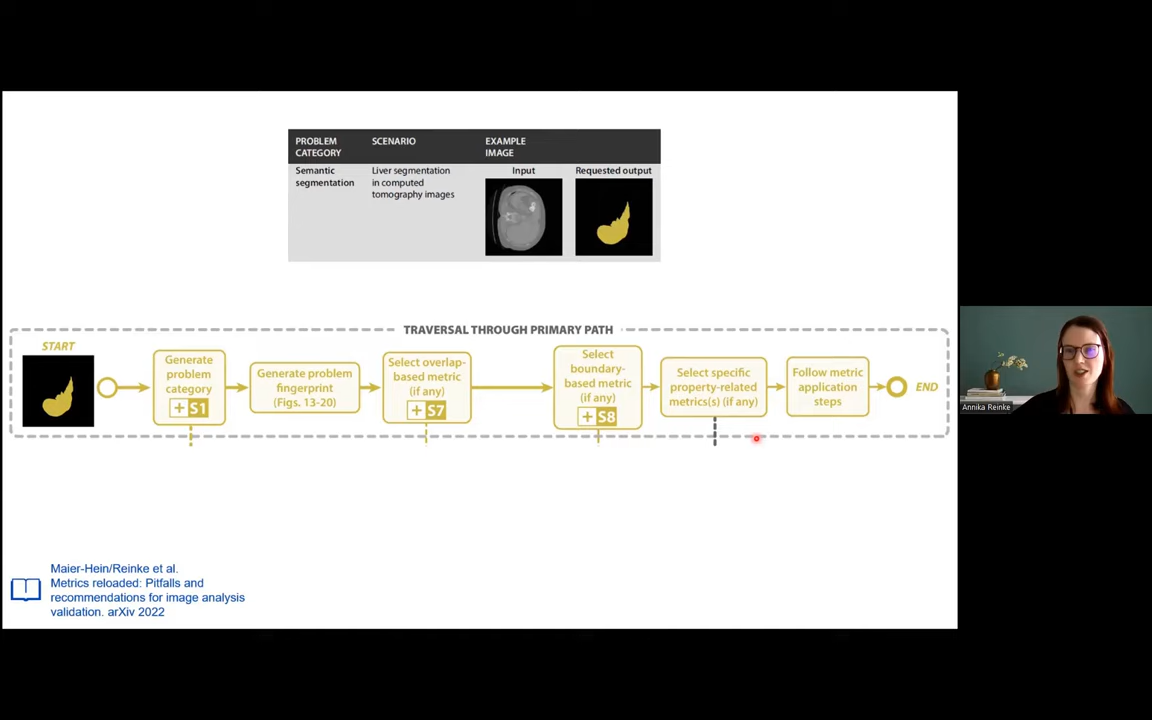 PROBLEM CATEGORY
SCENARIO
EXAMPLE IMAGE
Semantic segmentation
Liver segmentation
in computed
tomography images
Input
Requested output
TRAVERSAL THROUGH PRIMARY PATH
START
Generate
problem
category
+ S1
Generate problem
fingerprint
(Figs. 13-20)
Select overlap-
based metric
(if any)
+ S7
Select
boundary-
based metric
(if any)
+ S8
Select specific
property-related
metrics(s) (if any)
Follow metric
application
steps
END
Annika Reinke
Maier-Hein/Reinke et al.
Metrics reloaded: Pitfalls and
recommendations for image analysis
validation. arXiv 2022